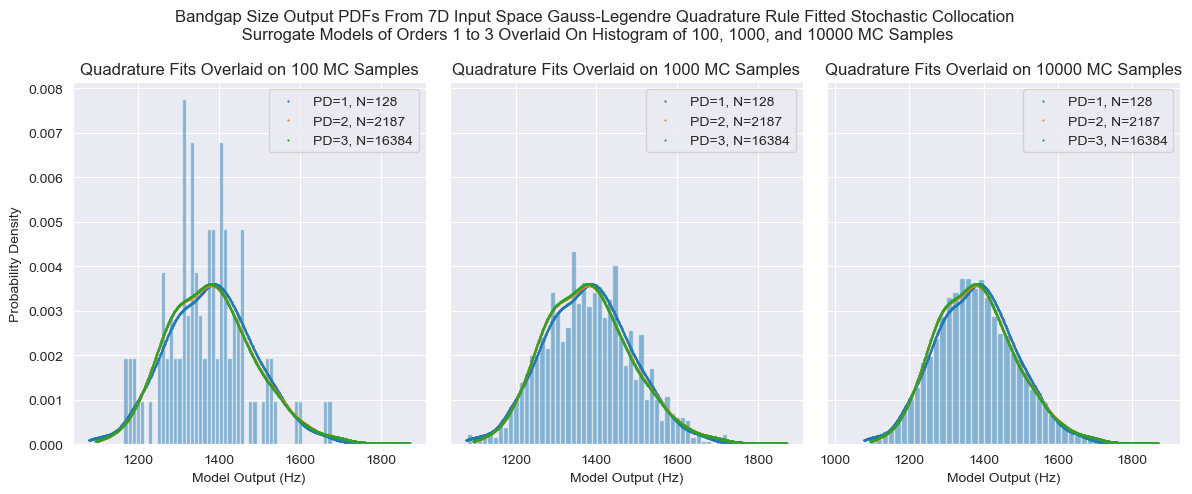 Bandgap Size Output PDFs From 7D Input Space Gauss-Legendre Quadrature Rule Fitted Stochastic Collocation
Surrogate Models of Orders 1 to 3 Overlaid On Histogram of 100, 1000, and 10000 MC Samples
Quadrature Fits Overlaid on 100 MC Samples
PD=1, N=128
PD=2, N=2187
PD=3, N=16384
0.008
0.007
0.006
0.005
0.004
0.003
0.002
0.001
0.000
Probability Density
1200 1400 1600 1800
Model Output (Hz)
Quadrature Fits Overlaid on 1000 MC Samples
PD=1, N=128
PD=2, N=2187
PD=3, N=16384
1200 1400 1600 1800
Model Output (Hz)
Quadrature Fits Overlaid on 10000 MC Samples
PD=1, N=128
PD=2, N=2187
PD=3, N=16384
1000 1200 1400 1600 1800
Model Output (Hz)